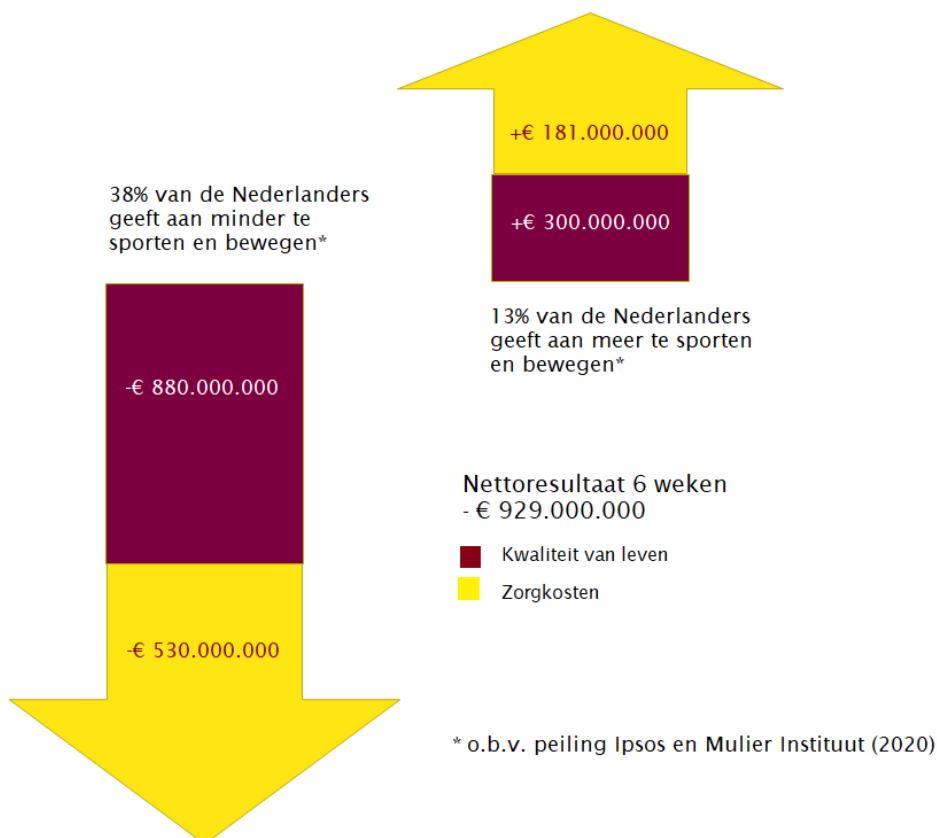 38% van de Nederlanders
geeft aan minder te
sporten en bewegen*
-€ 880.000.000
-€ 530.000.000
+€ 181.000.000
+€ 300.000.000
13% van de Nederlanders
geeft aan meer te sporten
en bewegen*
Nettoresultaat 6 weken
- € 929.000.000
Kwaliteit van leven
Zorgkosten
* o.b.v. peiling Ipsos en Mulier Instituut (2020)